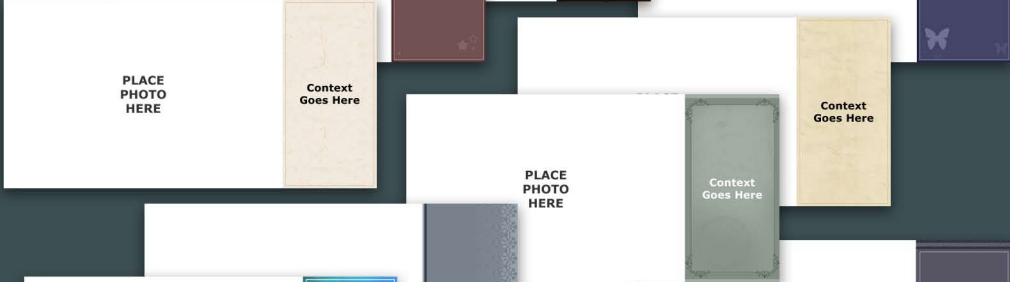 PLACE
PHOTO
HERE
Context
Goes Here
Context
Goes Here
PLACE
PHOTO
HERE
Context
Goes Here